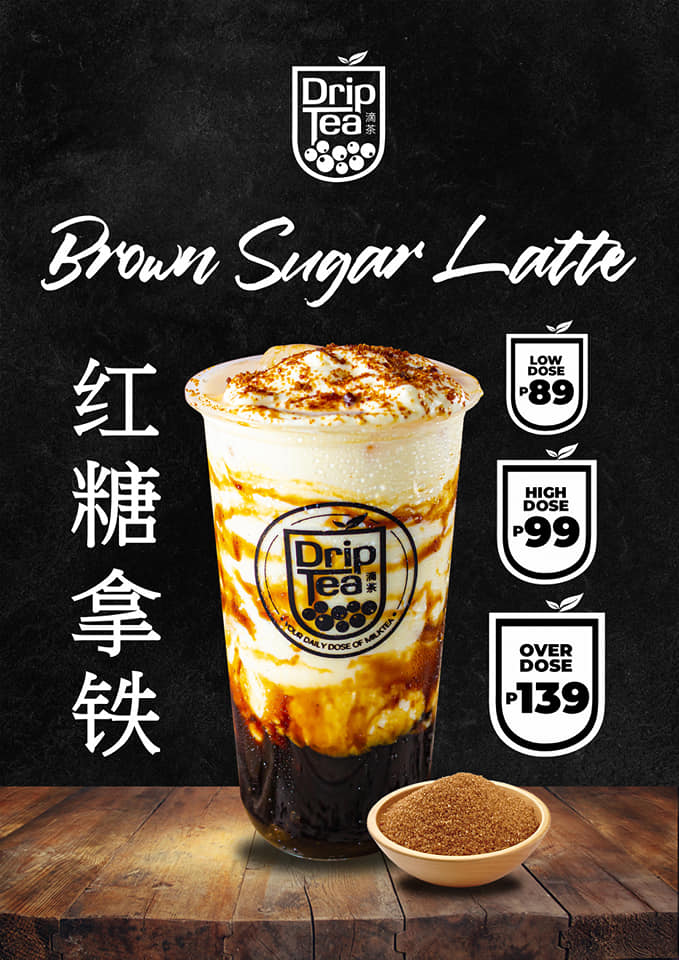 Drip
Tea
滴茶
Brown Sugar Latte
红糖拿铁
LOW
DOSE
P89
HIGH
DOSE
P99
OVER
DOSE
P139
Drip
Tea
滴茶
• YOUR DAILY DOSE OF MILKTEA •